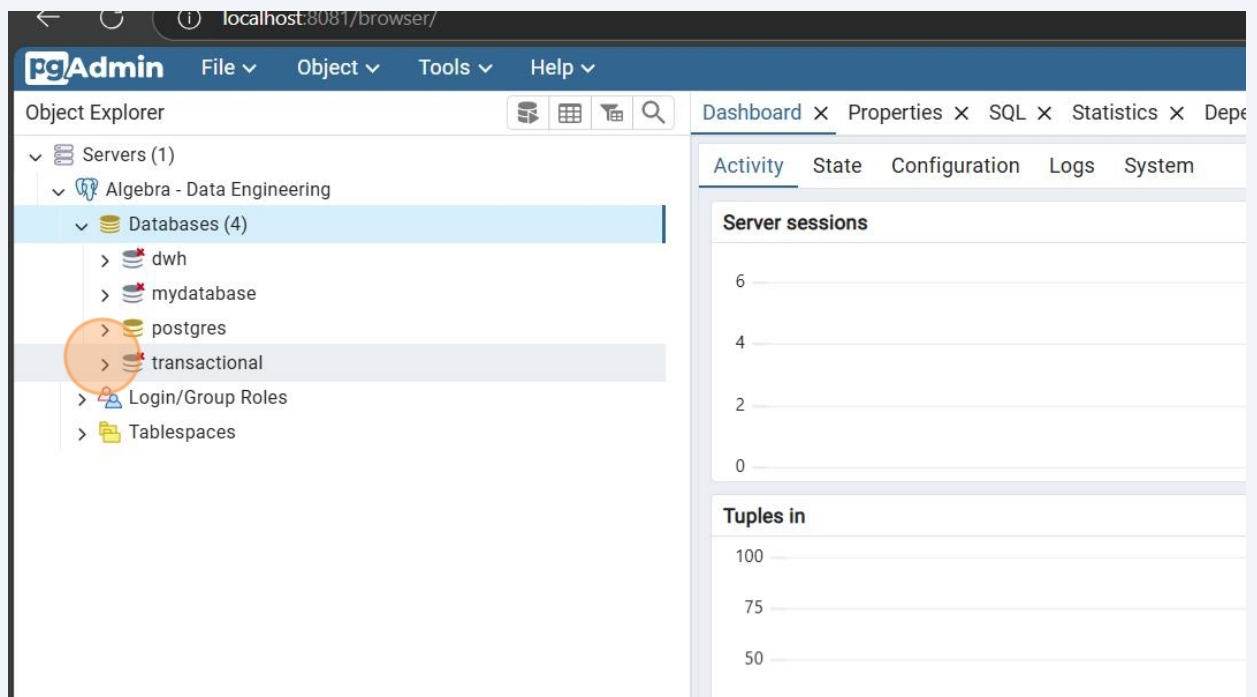 localhost:8081/browser/
pgAdmin File Object Tools Help
Object Explorer
Dashboard Properties SQL Statistics Depe
Servers (1)
Activity State Configuration Logs System
Algebra - Data Engineering
Databases (4)
Server sessions
dwh
mydatabase
postgres
transactional
Login/Group Roles
Tablespaces
6
4
2
0
Tuples in
100
75
50